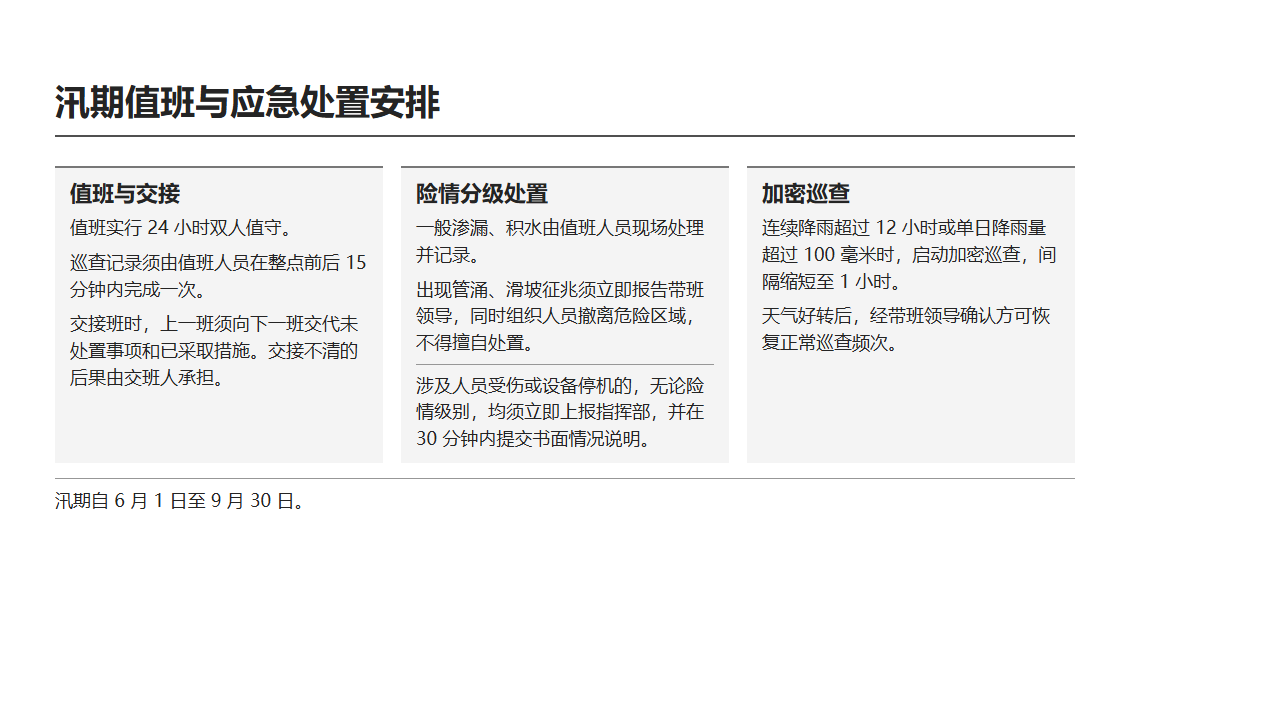 汛期值班与应急处置安排
值班与交接
值班实行 24 小时双人值守。
巡查记录须由值班人员在整点前后 15
分钟内完成一次。
交接班时，上一班须向下一班交代未
处置事项和已采取措施。交接不清的
后果由交班人承担。
险情分级处置
一般渗漏、积水由值班人员现场处理
并记录。
出现管涌、滑坡征兆须立即报告带班
领导，同时组织人员撤离危险区域，
不得擅自处置。
涉及人员受伤或设备停机的，无论险
情级别，均须立即上报指挥部，并在
30 分钟内提交书面情况说明。
加密巡查
连续降雨超过 12 小时或单日降雨量
超过 100 毫米时，启动加密巡查，间
隔缩短至 1 小时。
天气好转后，经带班领导确认方可恢
复正常巡查频次。
汛期自 6 月 1 日至 9 月 30 日。